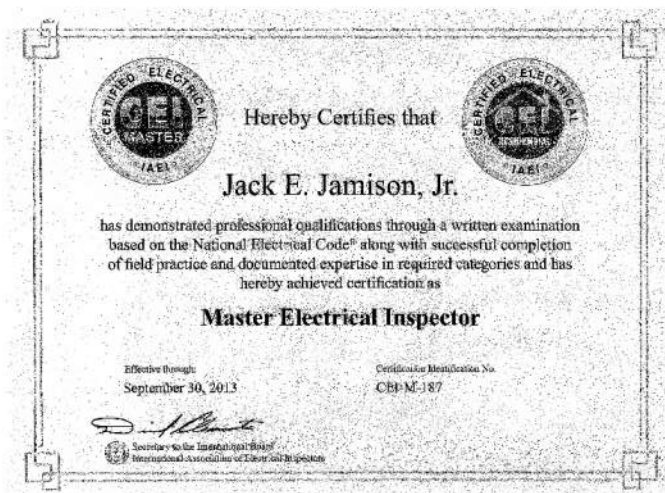 CERTIFIED ELECTRICAL
CEI
MASTER
IAEI
Hereby Certifies that
CERTIFIED ELECTRICAL
CEI
RESIDENTIAL
IAEI
Jack E. Jamison, Jr.
has demonstrated professional qualifications through a written examination
based on the National Electrical Code® along with successful completion
of field practice and documented expertise in required categories and has
hereby achieved certification as
Master Electrical Inspector
Effective through:
Certification Identification No.
September 30, 2013
CEI-M-187
Secretary to the International Board
International Association of Electrical Inspectors